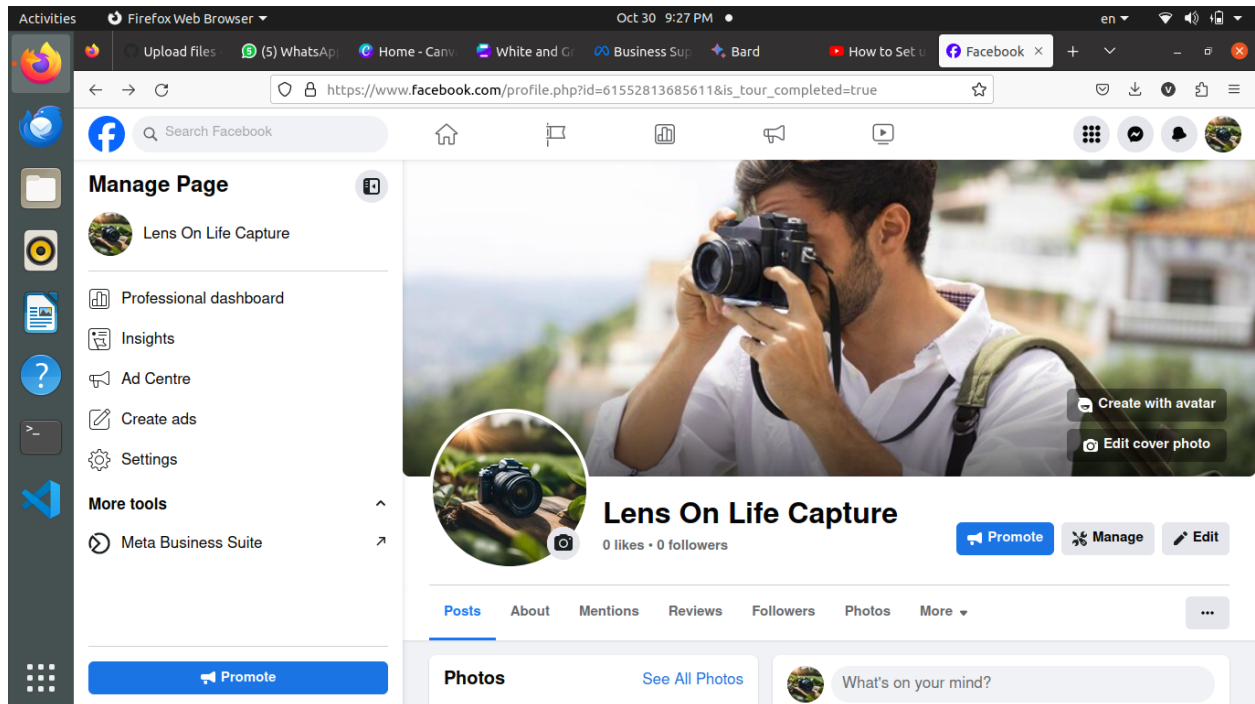 Activities Firefox Web Browser Oct 30 9:27 PM en
Upload files (5) WhatsAp Home - Canv White and Gr Business Sup Bard How to Set u Facebook
https://www.facebook.com/profile.php?id=61552813685611&is_tour_completed=true
Search Facebook
Manage Page
Lens On Life Capture
Professional dashboard
Insights
Ad Centre
Create ads
Settings
More tools
Meta Business Suite
Promote
Create with avatar
Edit cover photo
Lens On Life Capture
0 likes • 0 followers
Promote Manage Edit
Posts About Mentions Reviews Followers Photos More
Photos See All Photos
What's on your mind?